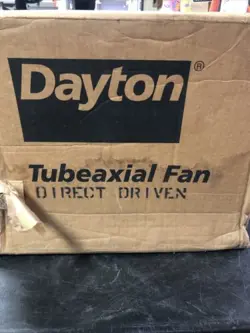 Dayton®
Tubeaxial Fan
DIRECT DRIVEN